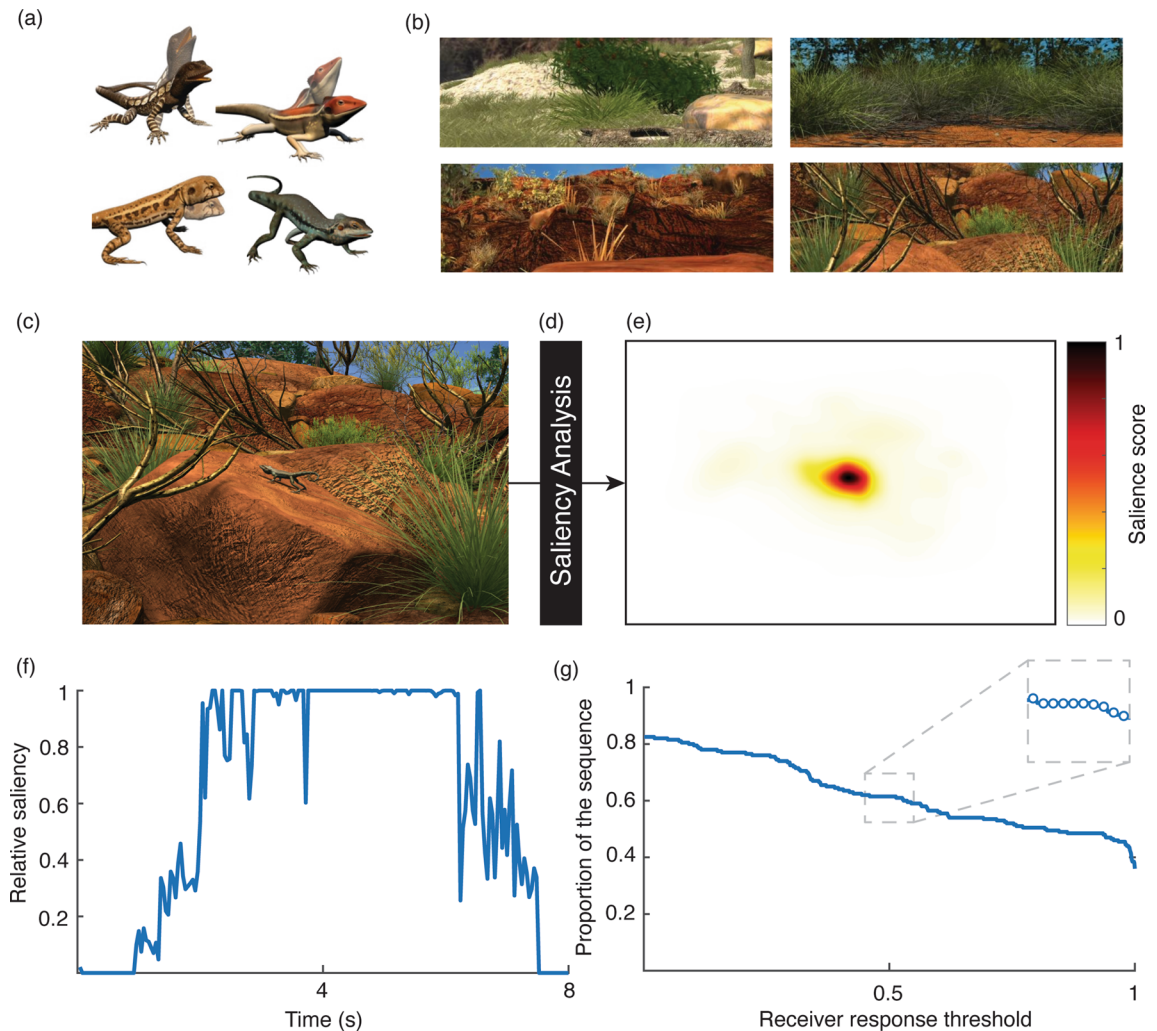 (a)
(b)
(c)
(d)
(e)
Saliency Analysis
1
0
Salience score
(f)
1
0.8
0.6
0.4
0.2
4
8
Relative saliency
Time (s)
(g)
1
0.8
0.6
0.4
0.2
0.5
1
Proportion of the sequence
Receiver response threshold